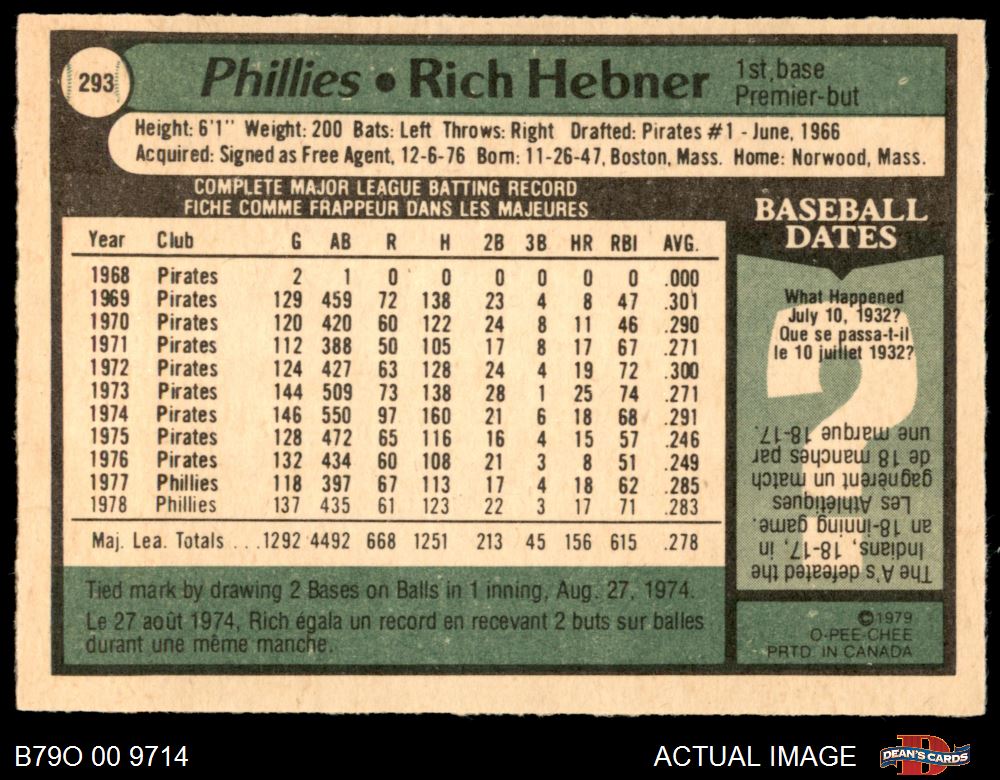 293
Phillies • Rich Hebner
1st base
Premier-but
Height: 6'1" Weight: 200 Bats: Left Throws: Right Drafted: Pirates #1 - June, 1966
Acquired: Signed as Free Agent, 12-6-76 Born: 11-26-47, Boston, Mass. Home: Norwood, Mass.
COMPLETE MAJOR LEAGUE BATTING RECORD
FICHE COMME FRAPPEUR DANS LES MAJEURES
Year Club G AB R H 2B 3B HR RBI AVG.
1968 Pirates 2 1 0 0 0 0 0 0 .000
1969 Pirates 129 459 72 138 23 4 8 47 .301
1970 Pirates 120 420 60 122 24 8 11 46 .290
1971 Pirates 112 388 50 105 17 8 17 67 .271
1972 Pirates 124 427 63 128 24 4 19 72 .300
1973 Pirates 144 509 73 138 28 1 25 74 .271
1974 Pirates 146 550 97 160 21 6 18 68 .291
1975 Pirates 128 472 65 116 16 4 15 57 .246
1976 Pirates 132 434 60 108 21 3 8 51 .249
1977 Phillies 118 397 67 113 17 4 18 62 .285
1978 Phillies 137 435 61 123 22 3 17 71 .283
Maj. Lea. Totals ...1292 4492 668 1251 213 45 156 615 .278
Tied mark by drawing 2 Bases on Balls in 1 inning, Aug. 27, 1974.
Le 27 août 1974, Rich égala un record en recevant 2 buts sur balles
durant une même manche.
BASEBALL
DATES
What Happened
July 10, 1932?
Que se passa-t-il
le 10 juillet 1932?
The A's defeated the
Indians, 18-17, in
an 18-inning game.
Les Athlétiques
gagnèrent un match
de 18 manches par
une marque 18-17.
©1979
O-PEE-CHEE
PRTD. IN CANADA
B79O 00 9714
ACTUAL IMAGE
DEAN'S CARDS